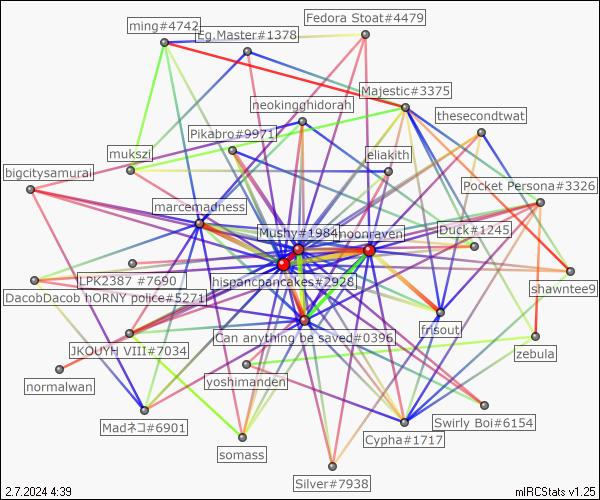 Fedora Stoat#4479
ming#4742
Eg.Master#1378
Majestic#3375
neokingghidorah
thesecondtwat
Pikabro#9971
mukszi
eliakith
bigcitysamurai
Pocket Persona#3326
marcemadness
Mushy#1984
moonraven
Duck#1245
LPK2387 #7690
hispancpancakes#2928
shawntee9
DacobDacob hORNY police#5271
frisout
Can anything be saved#0396
JKOUYH VIII#7034
zebula
yoshimanden
normalwan
Madネコ#6901
Swirly Boi#6154
Cypha#1717
somass
Silver#7938
2.7.2024 4:39
mIRCStats v1.25